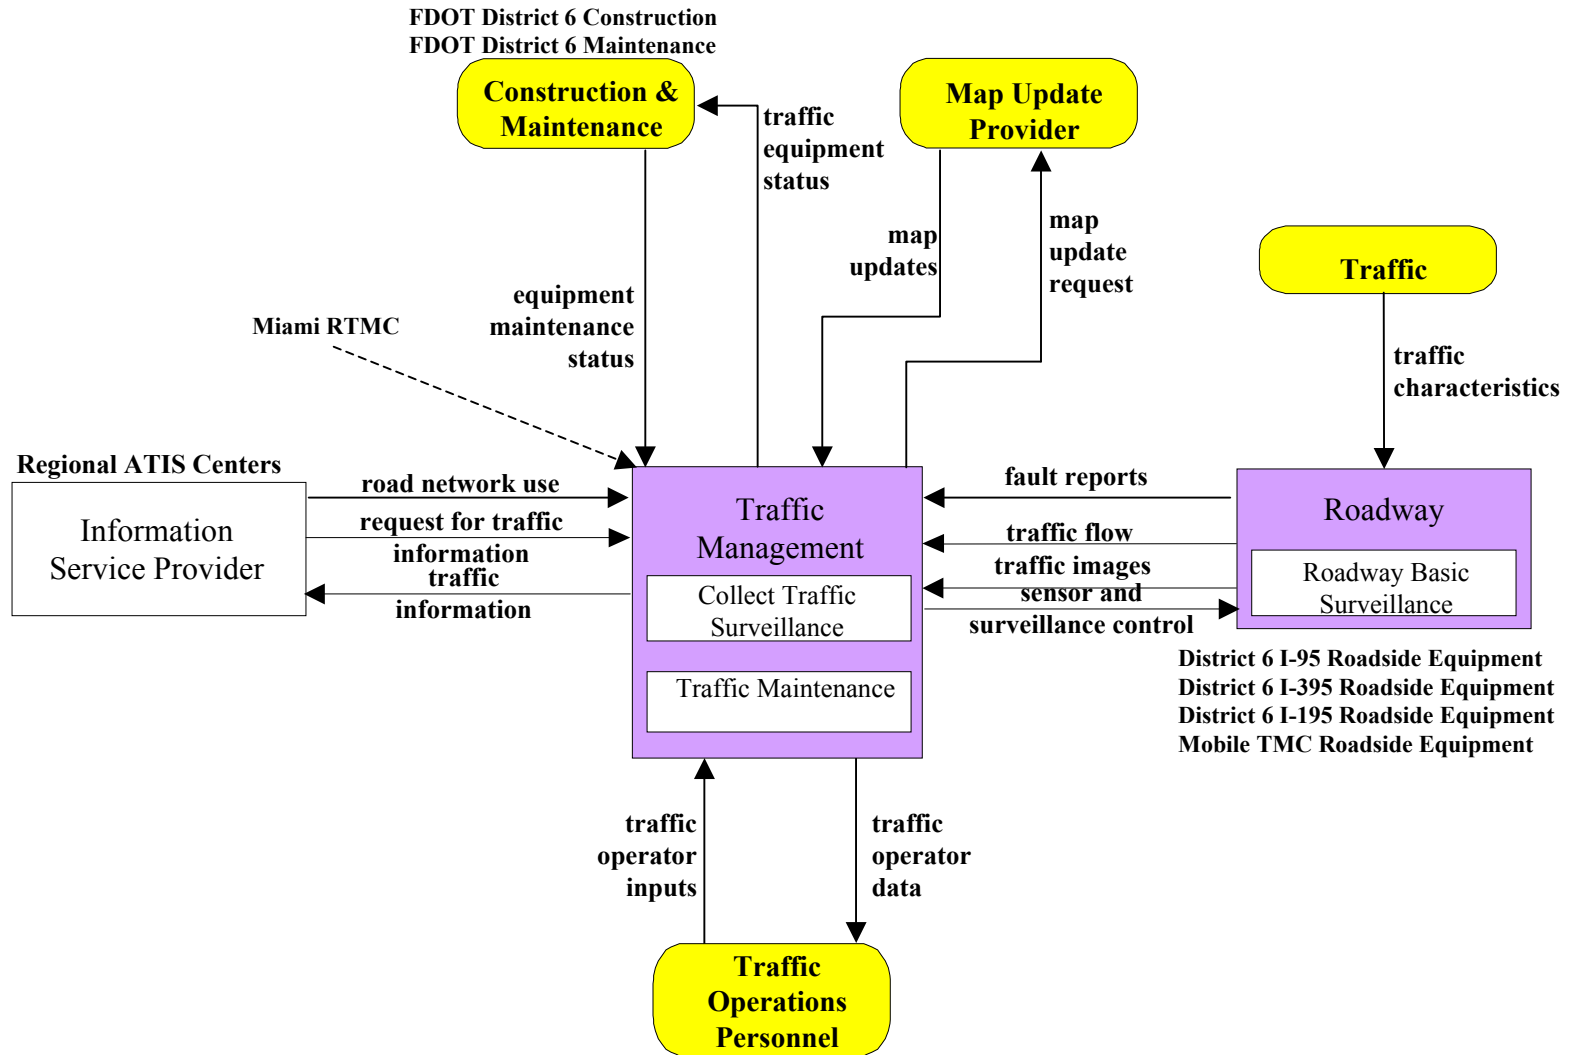 FDOT District 6 Construction
FDOT District 6 Maintenance
Construction &
Maintenance
Map Update
Provider
traffic
equipment
status
map
updates
map
update
request
Traffic
equipment
maintenance
status
Miami RTMC
traffic
characteristics
Regional ATIS Centers
Information
Service Provider
road network use
request for traffic
information
traffic
information
Traffic
Management
Collect Traffic
Surveillance
Traffic Maintenance
fault reports
traffic flow
traffic images
sensor and
surveillance control
Roadway
Roadway Basic
Surveillance
District 6 I-95 Roadside Equipment
District 6 I-395 Roadside Equipment
District 6 I-195 Roadside Equipment
Mobile TMC Roadside Equipment
traffic
operator
inputs
traffic
operator
data
Traffic
Operations
Personnel